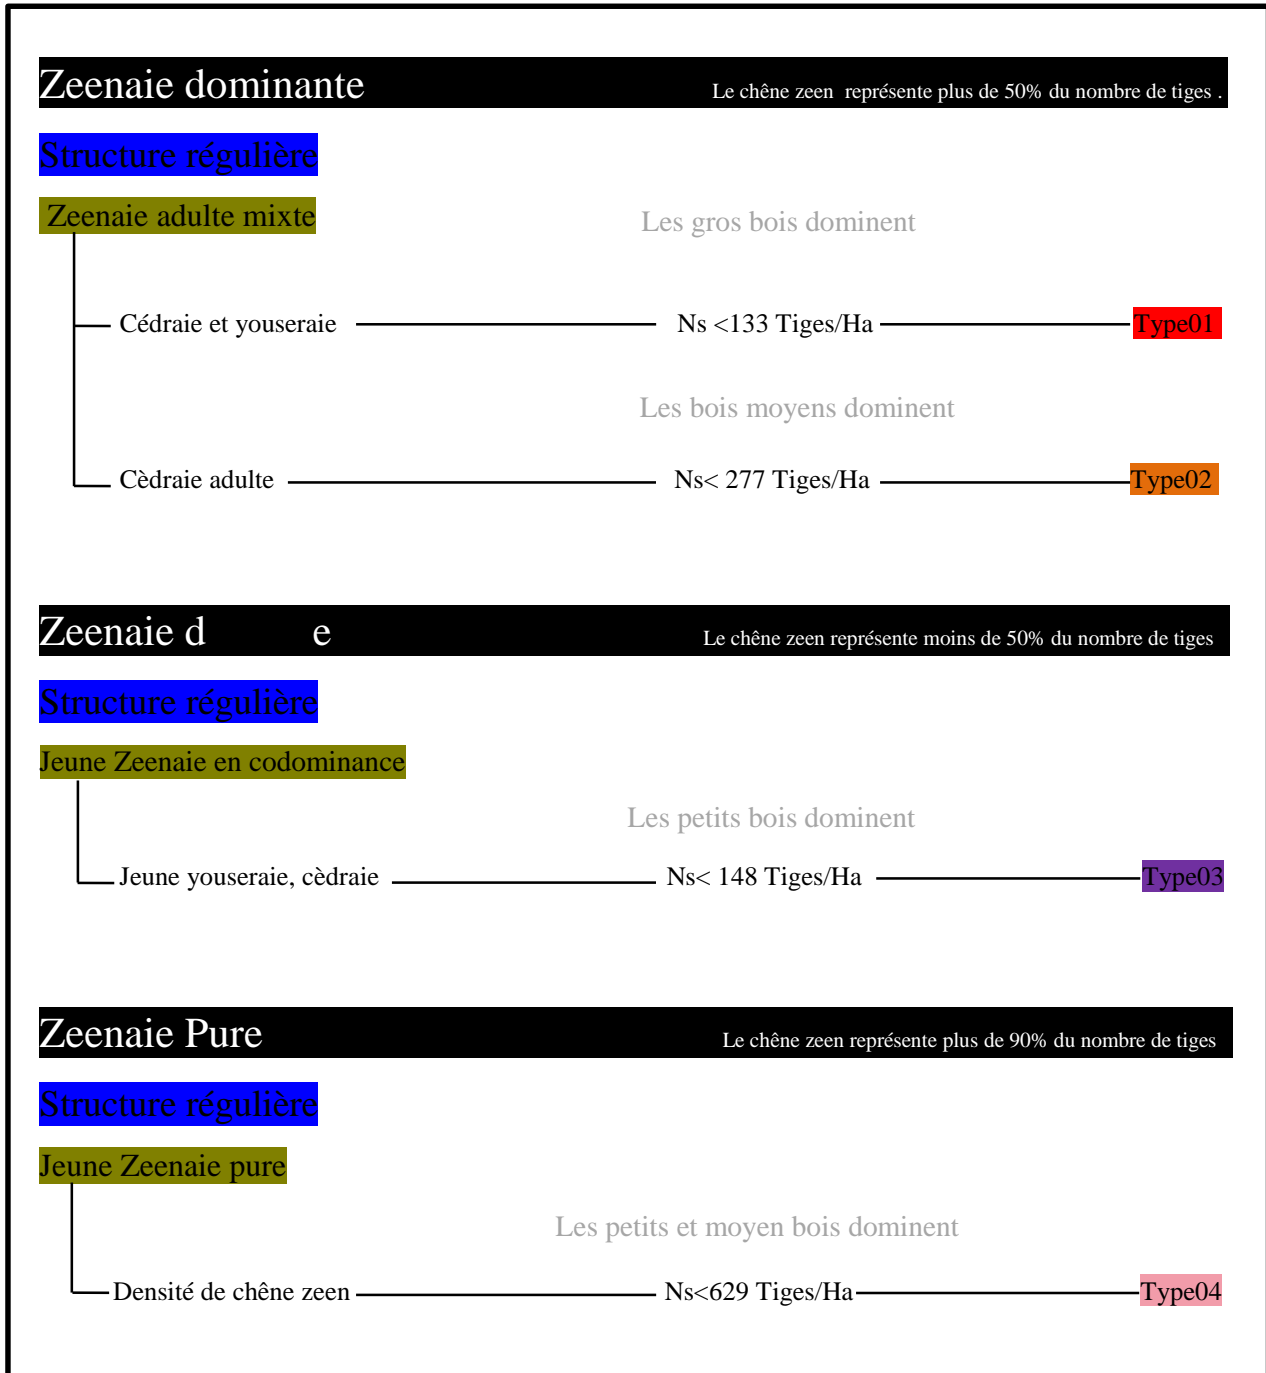 Zeenaie dominante Le chêne zeen représente plus de 50% du nombre de tiges .
Structure régulière
Zeenaie adulte mixte Les gros bois dominent
Cédraie et youseraie Ns <133 Tiges/Ha Type01
Les bois moyens dominent
Cèdraie adulte Ns< 277 Tiges/Ha Type02
Zeenaie d e Le chêne zeen représente moins de 50% du nombre de tiges
Structure régulière
Jeune Zeenaie en codominance
Les petits bois dominent
Jeune youseraie, cèdraie Ns< 148 Tiges/Ha Type03
Zeenaie Pure Le chêne zeen représente plus de 90% du nombre de tiges
Structure régulière
Jeune Zeenaie pure
Les petits et moyen bois dominent
Densité de chêne zeen Ns<629 Tiges/Ha Type04